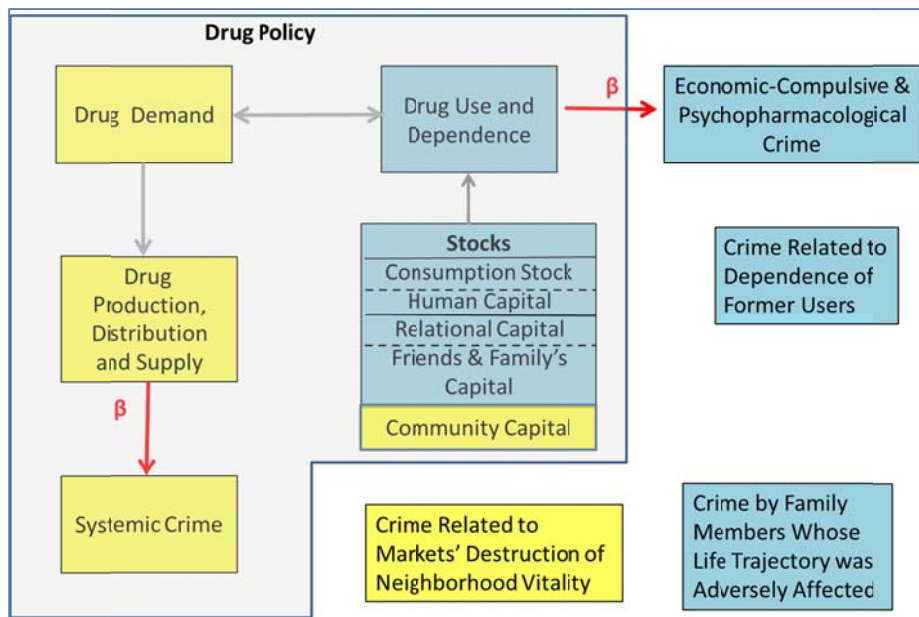 Drug Policy
Drug Demand
Drug Use and
Dependence
β
Economic-Compulsive &
Psychopharmacological
Crime
Stocks
Consumption Stock
Human Capital
Relational Capital
Friends & Family's
Capital
Community Capital
Crime Related to
Dependence of
Former Users
Drug
Production,
Distribution
and Supply
β
Systemic Crime
Crime Related to
Markets' Destruction of
Neighborhood Vitality
Crime by Family
Members Whose
Life Trajectory was
Adversely Affected